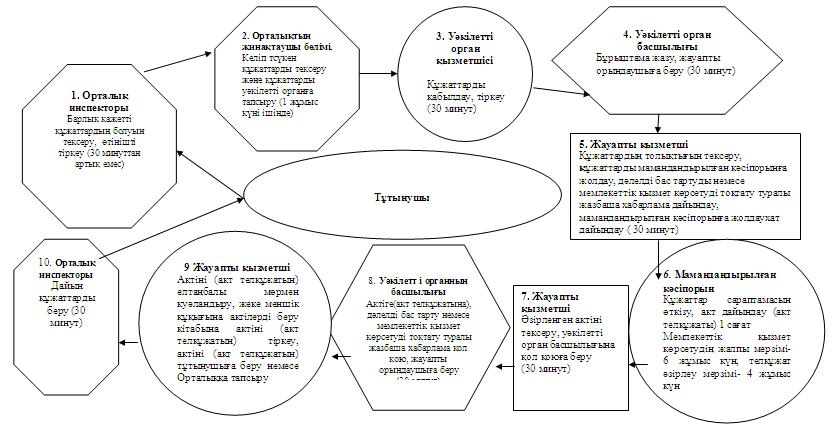 1. Орталық
инспекторы
Барлық қажетті
құжаттардың болуын
тексеру, өтінішті
тіркеу (30 минуттан
артық емес)
2. Орталықтың
жинақтаушы бөлімі.
Келіп түскен
құжаттарды тексеру
және құжаттарды
уәкілетті органға
тапсыру (1 жұмыс
күні ішінде)
3. Уәкілетті
орган
қызметшісі
Құжаттарды
қабылдау, тіркеу
(30 минут)
4. Уәкілетті орган
басшылығы
Бұрыштама жазу, жауапты
орындаушыға беру (30 минут)
5. Жауапты қызметші
Құжаттардың толықтығын тексеру,
құжаттарды мамандандырылған кәсіпорынға
жолдау, дәлелді бас тартуды немесе
мемлекеттік қызмет көрсетуді тоқтату туралы
жазбаша хабарлама дайындау,
мамандандырылған кәсіпорынға жолдаухат
дайындау ( 30 минут)
Тұтынушы
6. Мамандандырылған
кәсіпорын
Құжаттар сараптамасын
өткізу, акт дайындау (акт
телқұжаты) 1 сағат
Мемлекеттік қызмет
көрсетудің жалпы мерзімі-
6 жұмыс күн, телқұжат
әзірлеу мерзімі- 4 жұмыс
күн
7. Жауапты
қызметші
Әзірленген актіні
тексеру, уәкілетті
орган басшылығына
қол қоюға беру
(30 минут)
8. Уәкілетт і органның
басшылығы
Актіге(акт телқұжатына),
дәлелді бас тарту немесе
мемлекеттік қызмет көрсетуді
тоқтату туралы
жазбаша хабарлама қол
қою, жауапты
орындаушыға беру
(30 минут)
9 Жауапты қызметші
Актіні (акт телқұжатын)
елтаңбалы мөрмен
куәландыру, жеке меншік
құқығына актілерді беру
кітабына актіні (акт
телқұжатын) тіркеу,
актіні (акт телқұжатын)
тұтынушыға беру немесе
Орталыққа тапсыру
10. Орталық
инспекторы
Дайын
құжаттарды
беру (30
минут)